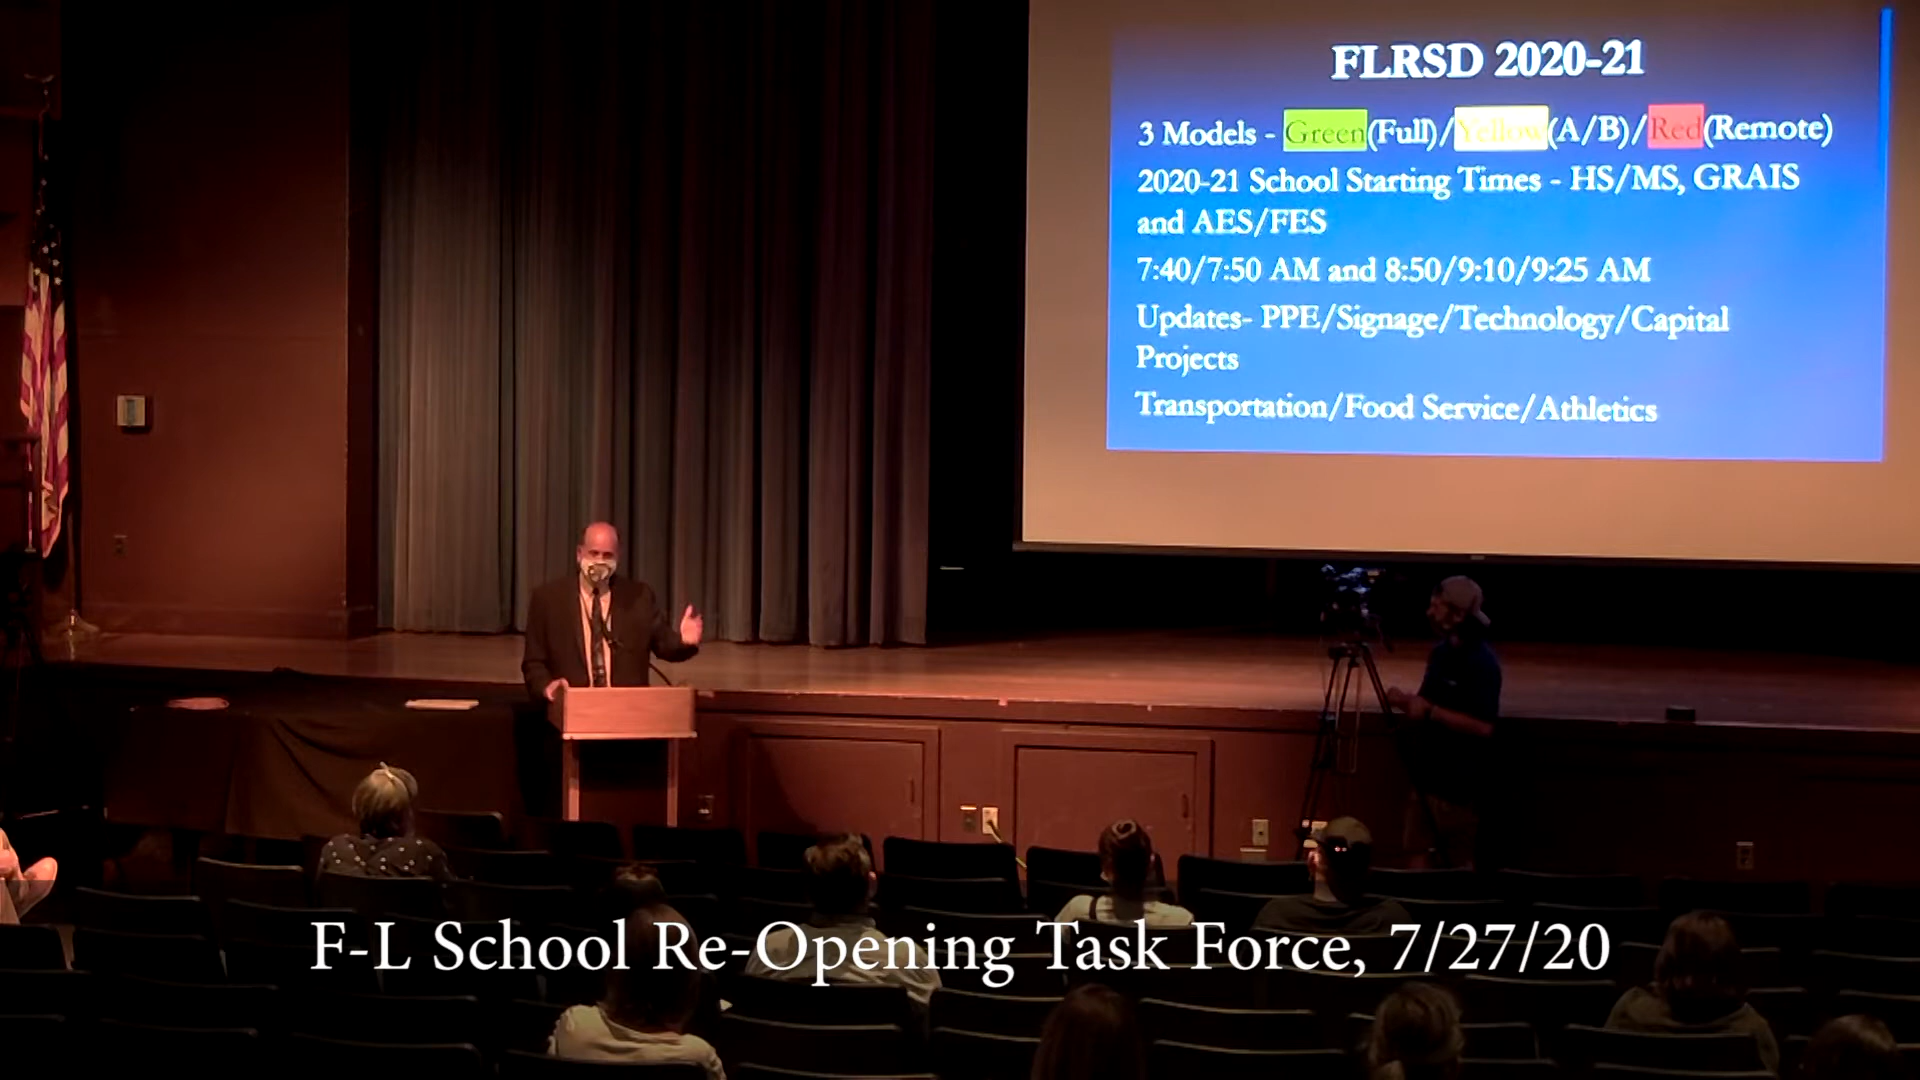 FLRSD 2020-21
3 Models - Green(Full)/Yellow(A/B)/Red(Remote)
2020-21 School Starting Times - HS/MS, GRAIS
and AES/FES
7:40/7:50 AM and 8:50/9:10/9:25 AM
Updates- PPE/Signage/Technology/Capital
Projects
Transportation/Food Service/Athletics
F-L School Re-Opening Task Force, 7/27/20